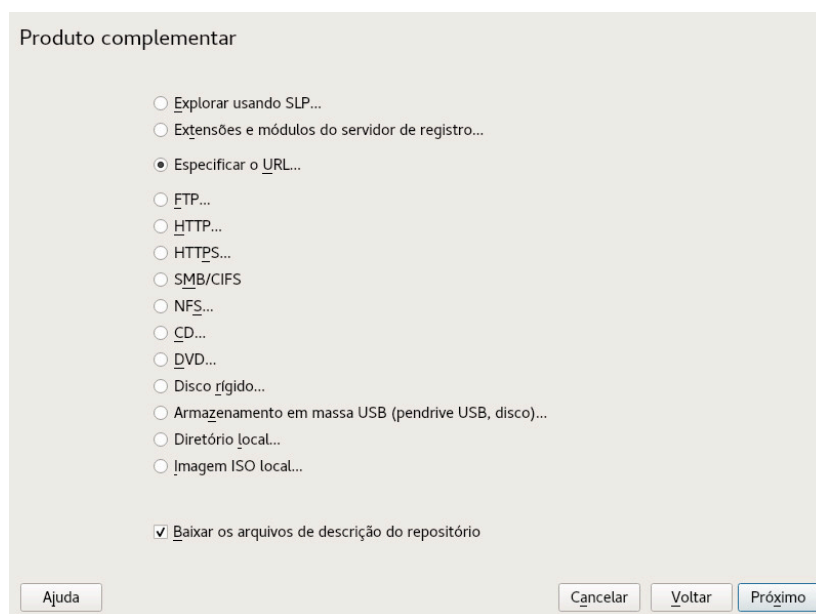 Produto complementar
Explorar usando SLP...
Extensões e módulos do servidor de registro...
Especificar o URL...
FTP...
HTTP...
HTTPS...
SMB/CIFS
NFS...
CD...
DVD...
Disco rígido...
Armazenamento em massa USB (pendrive USB, disco)...
Diretório local...
Imagem ISO local...
Baixar os arquivos de descrição do repositório
Ajuda Cancelar Voltar Próximo